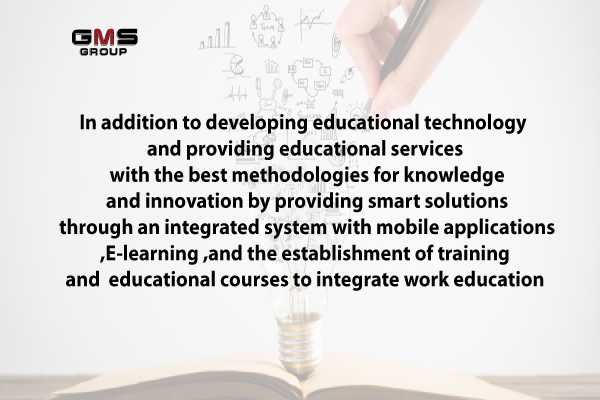 GMS
GROUP
In addition to developing educational technology
and providing educational services
with the best methodologies for knowledge
and innovation by providing smart solutions
through an integrated system with mobile applications
,E-learning ,and the establishment of training
and  educational courses to integrate work education